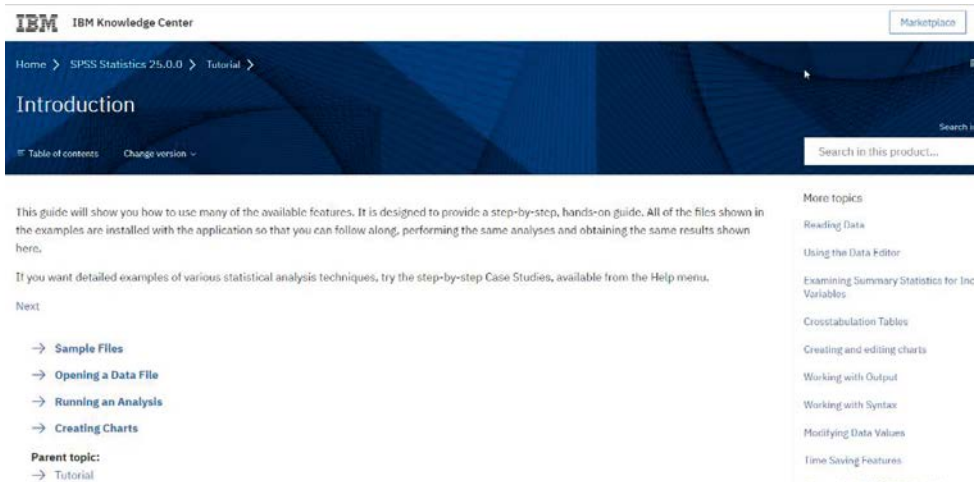 IBM IBM Knowledge Center
Marketplace
Home > SPSS Statistics 25.0.0 > Tutorial >
Introduction
Search in
Table of contents Change version
Search in this product...
This guide will show you how to use many of the available features. It is designed to provide a step-by-step, hands-on guide. All of the files shown in
the examples are installed with the application so that you can follow along, performing the same analyses and obtaining the same results shown
here.
If you want detailed examples of various statistical analysis techniques, try the step-by-step Case Studies, available from the Help menu.
Next
→ Sample Files
→ Opening a Data File
→ Running an Analysis
→ Creating Charts
Parent topic:
→ Tutorial
More topics
Reading Data
Using the Data Editor
Examining Summary Statistics for
Variables
Crosstabulation Tables
Creating and editing charts
Working with Output
Working with Syntax
Modifying Data Values
Time Saving Features